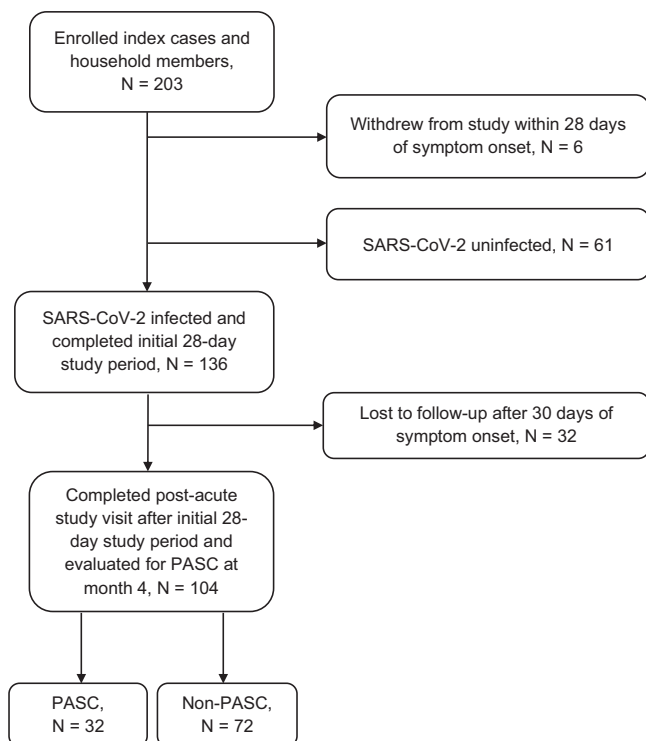 Enrolled index cases and
household members,
N = 203
Withdrew from study within 28 days
of symptom onset, N = 6
SARS-CoV-2 uninfected, N = 61
SARS-CoV-2 infected and
completed initial 28-day
study period, N = 136
Lost to follow-up after 30 days of
symptom onset, N = 32
Completed post-acute
study visit after initial 28-
day study period and
evaluated for PASC at
month 4, N = 104
PASC,
N = 32
Non-PASC,
N = 72